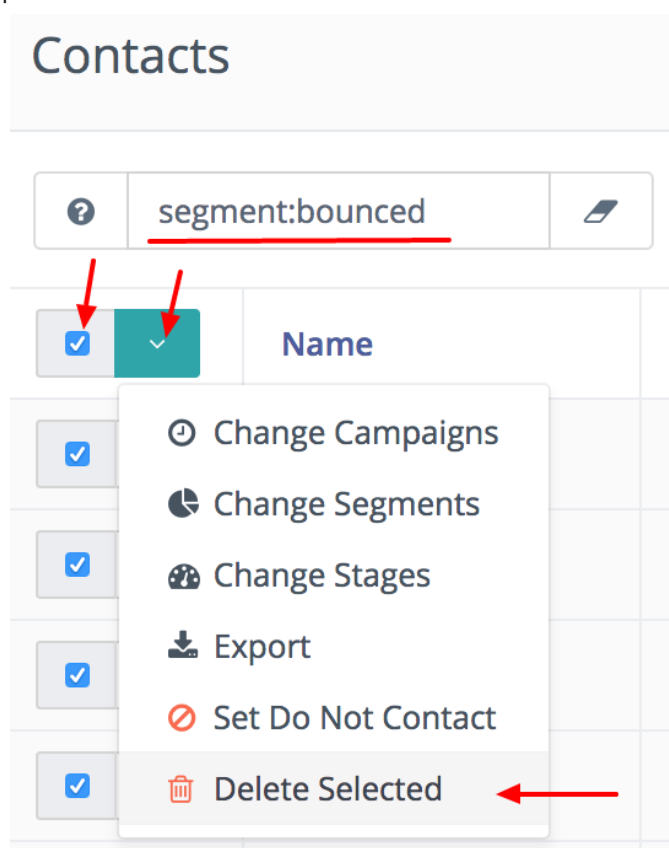 Contacts
segment:bounced
Name
Change Campaigns
Change Segments
Change Stages
Export
Set Do Not Contact
Delete Selected